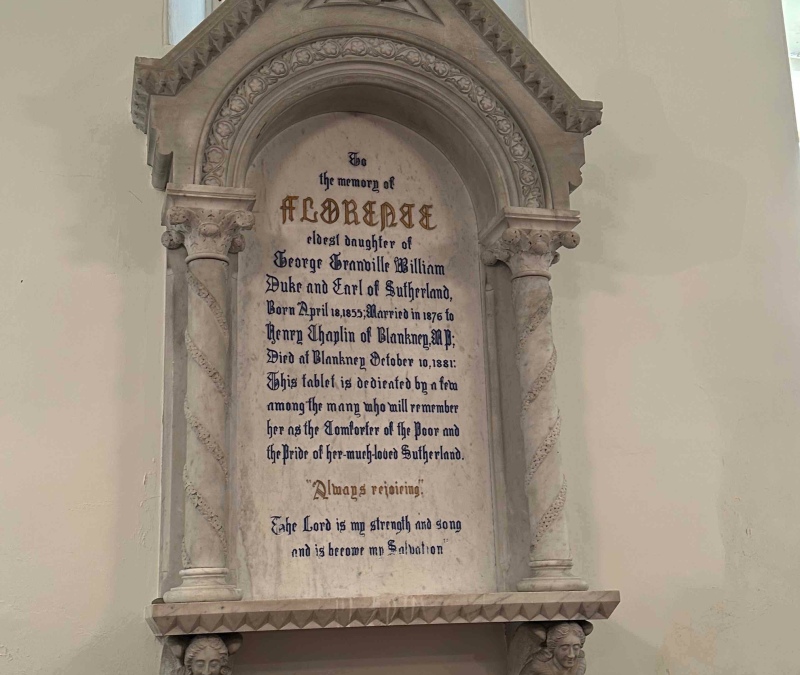 To
the memory of
FLORENCE
eldest daughter of
George Granville William
Duke and Earl of Sutherland,
Born April 18, 1855; Married in 1876 to
Henry Chaplin of Blankney, MP;
Died at Blankney October 10, 1881:
This tablet is dedicated by a few
among the many who will remember
her as the Comforter of the Poor and
the Pride of her-much-loved Sutherland.
"Always rejoicing".
The Lord is my strength and song
and is become my Salvation"